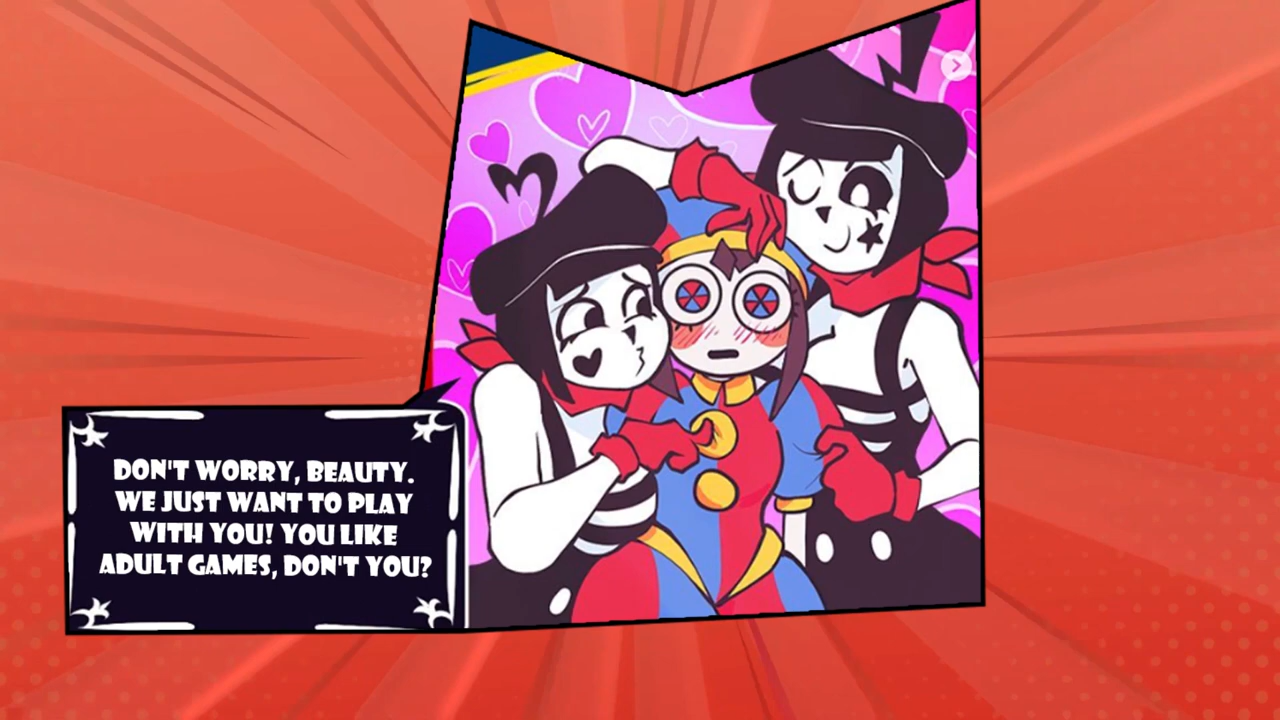 DON'T WORRY, BEAUTY.
WE JUST WANT TO PLAY
WITH YOU! YOU LIKE
ADULT GAMES, DON'T YOU?